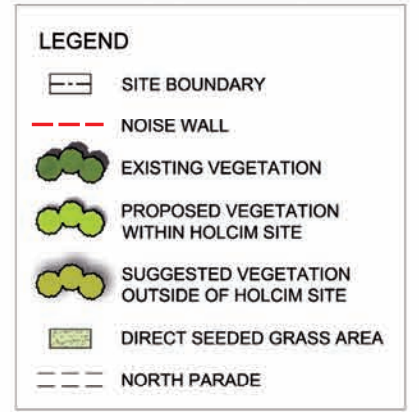 LEGEND
SITE BOUNDARY
NOISE WALL
EXISTING VEGETATION
PROPOSED VEGETATION
WITHIN HOLCIM SITE
SUGGESTED VEGETATION
OUTSIDE OF HOLCIM SITE
DIRECT SEEDED GRASS AREA
NORTH PARADE